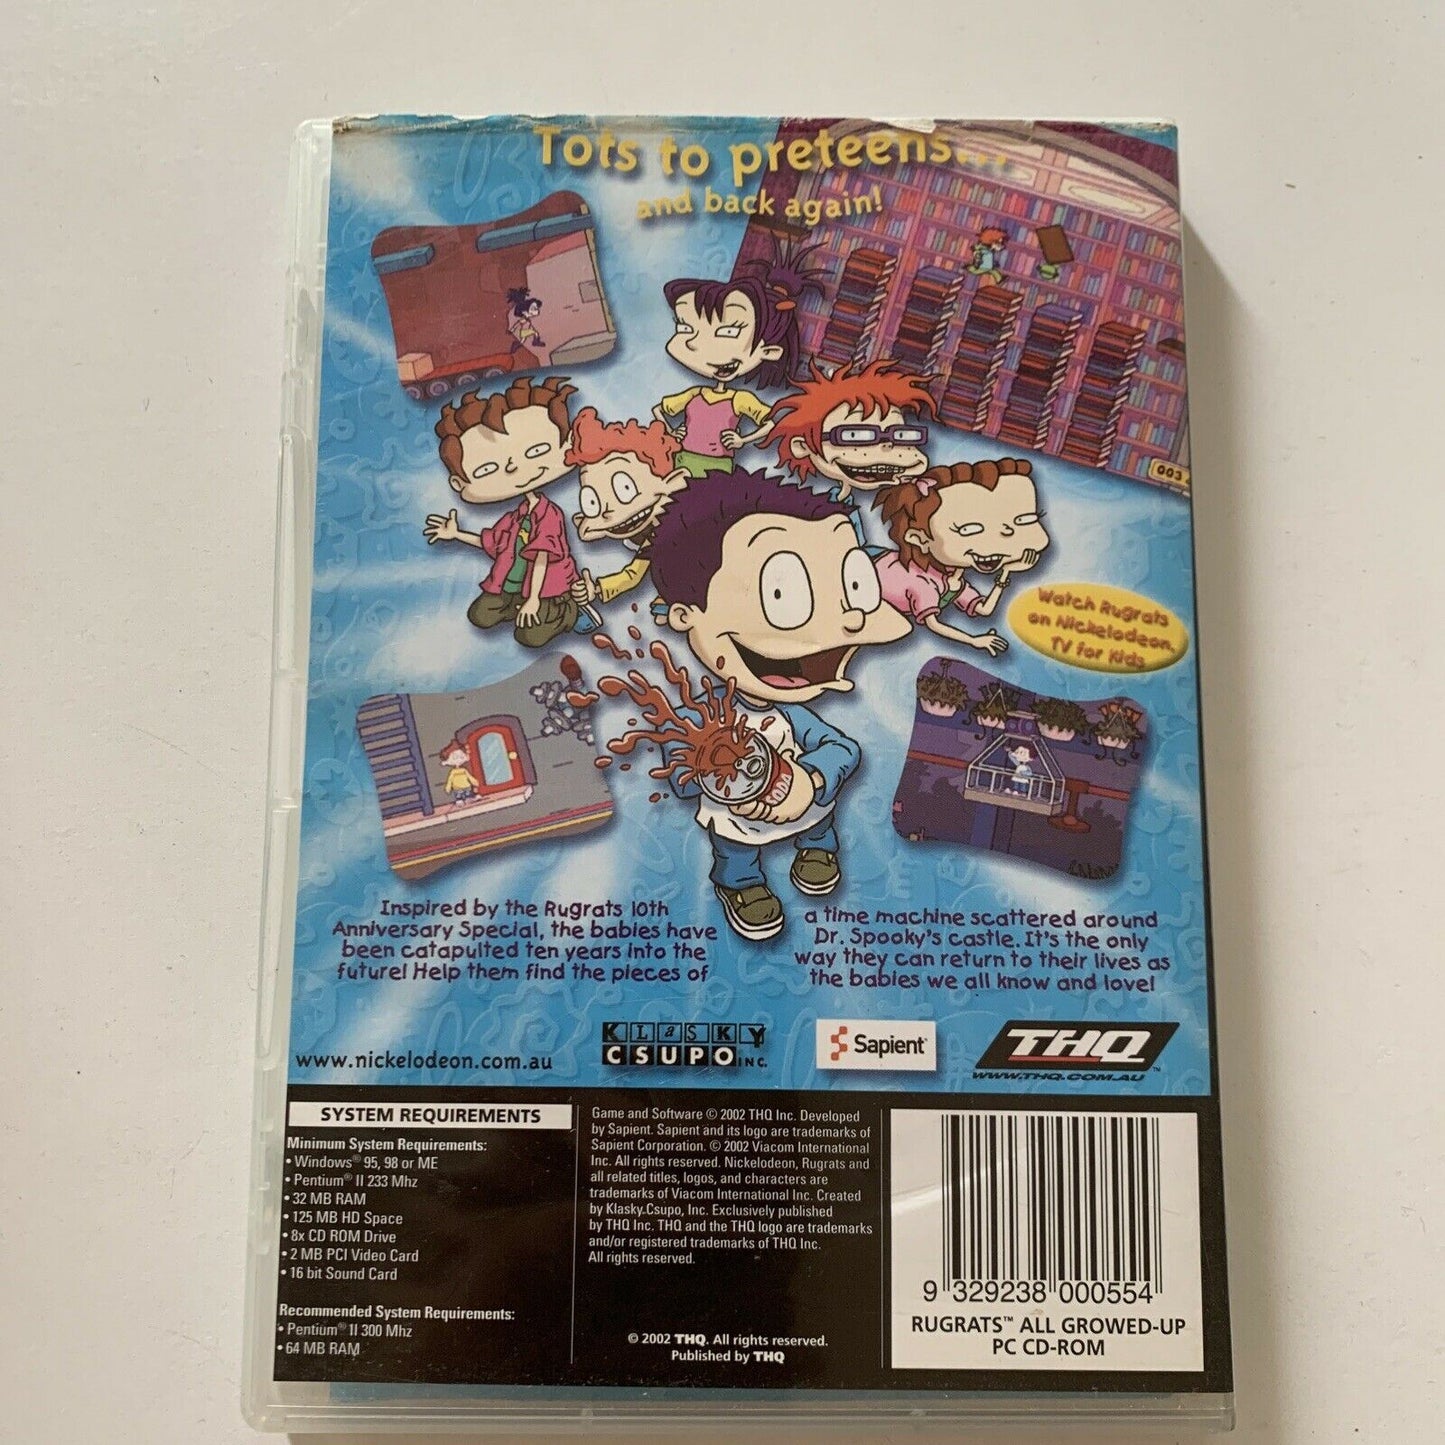 Tots to preteens...
and back again!
003
Watch Rugrats
on Nickelodeon,
TV for Kids
SODA
Inspired by the Rugrats 10th
Anniversary Special, the babies have
been catapulted ten years into the
future! Help them find the pieces of
a time machine scattered around
Dr. Spooky's castle. It's the only
way they can return to their lives as
the babies we all know and love!
www.nickelodeon.com.au
KLASKY
CSUPO INC.
Sapient
THQ™
WWW.THQ.COM.AU
SYSTEM REQUIREMENTS
Minimum System Requirements:
• Windows® 95, 98 or ME
• Pentium® II 233 Mhz
• 32 MB RAM
• 125 MB HD Space
• 8x CD ROM Drive
• 2 MB PCI Video Card
• 16 bit Sound Card
Recommended System Requirements:
• Pentium® II 300 Mhz
• 64 MB RAM
Game and Software © 2002 THQ Inc. Developed
by Sapient. Sapient and its logo are trademarks of
Sapient Corporation. © 2002 Viacom International
Inc. All rights reserved. Nickelodeon, Rugrats and
all related titles, logos, and characters are
trademarks of Viacom International Inc. Created
by Klasky Csupo, Inc. Exclusively published
by THQ Inc. THQ and the THQ logo are trademarks
and/or registered trademarks of THQ Inc.
All rights reserved.
© 2002 THQ. All rights reserved.
Published by THQ
9 329238 000554
RUGRATS™ ALL GROWED-UP
PC CD-ROM